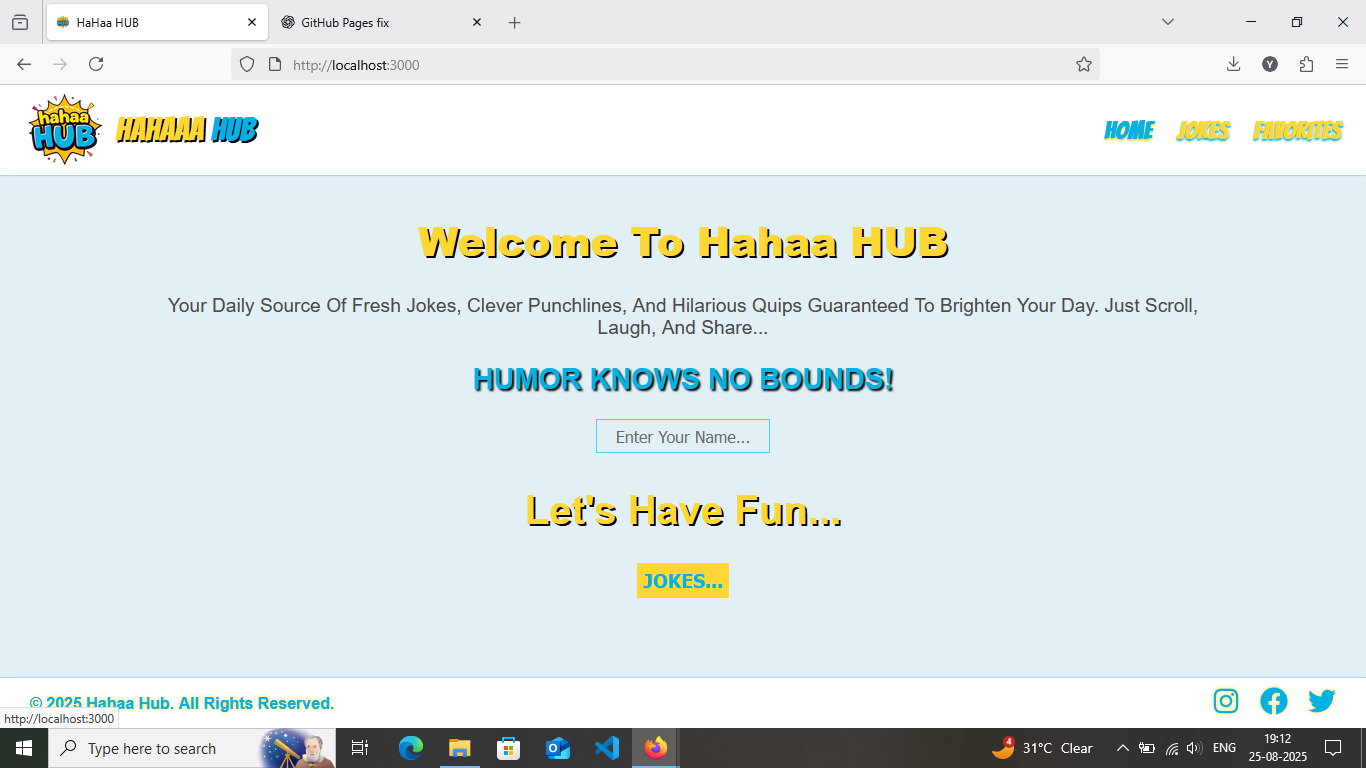 HaHaa HUB
GitHub Pages fix
http://localhost:3000
Y
hahaa
HUB
HAHAAA HUB
HOME JOKES FAVORITES
Welcome To Hahaa HUB
Your Daily Source Of Fresh Jokes, Clever Punchlines, And Hilarious Quips Guaranteed To Brighten Your Day. Just Scroll,
Laugh, And Share...
HUMOR KNOWS NO BOUNDS!
Enter Your Name...
Let's Have Fun...
JOKES...
© 2025 Hahaa Hub. All Rights Reserved.
http://localhost:3000
Type here to search
4
31°C Clear
ENG
19:12
25-08-2025